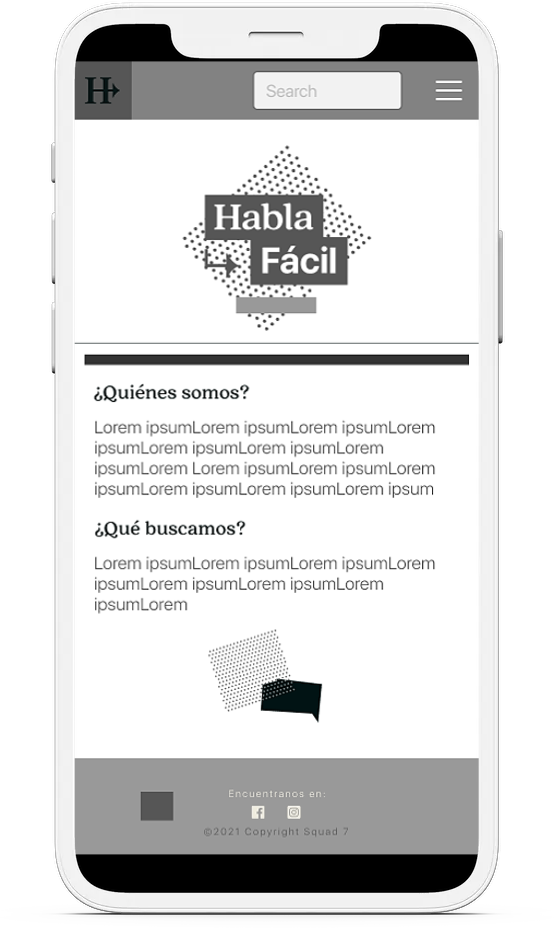 H
Search
Habla
Fácil
¿Quiénes somos?
Lorem ipsumLorem ipsumLorem ipsumLorem
ipsumLorem ipsumLorem ipsumLorem
ipsumLorem Lorem ipsumLorem ipsumLorem
ipsumLorem ipsumLorem ipsumLorem ipsum
¿Qué buscamos?
Lorem ipsumLorem ipsumLorem ipsumLorem
ipsumLorem ipsumLorem ipsumLorem
ipsumLorem
Encuentranos en:
©2021 Copyright Squad 7